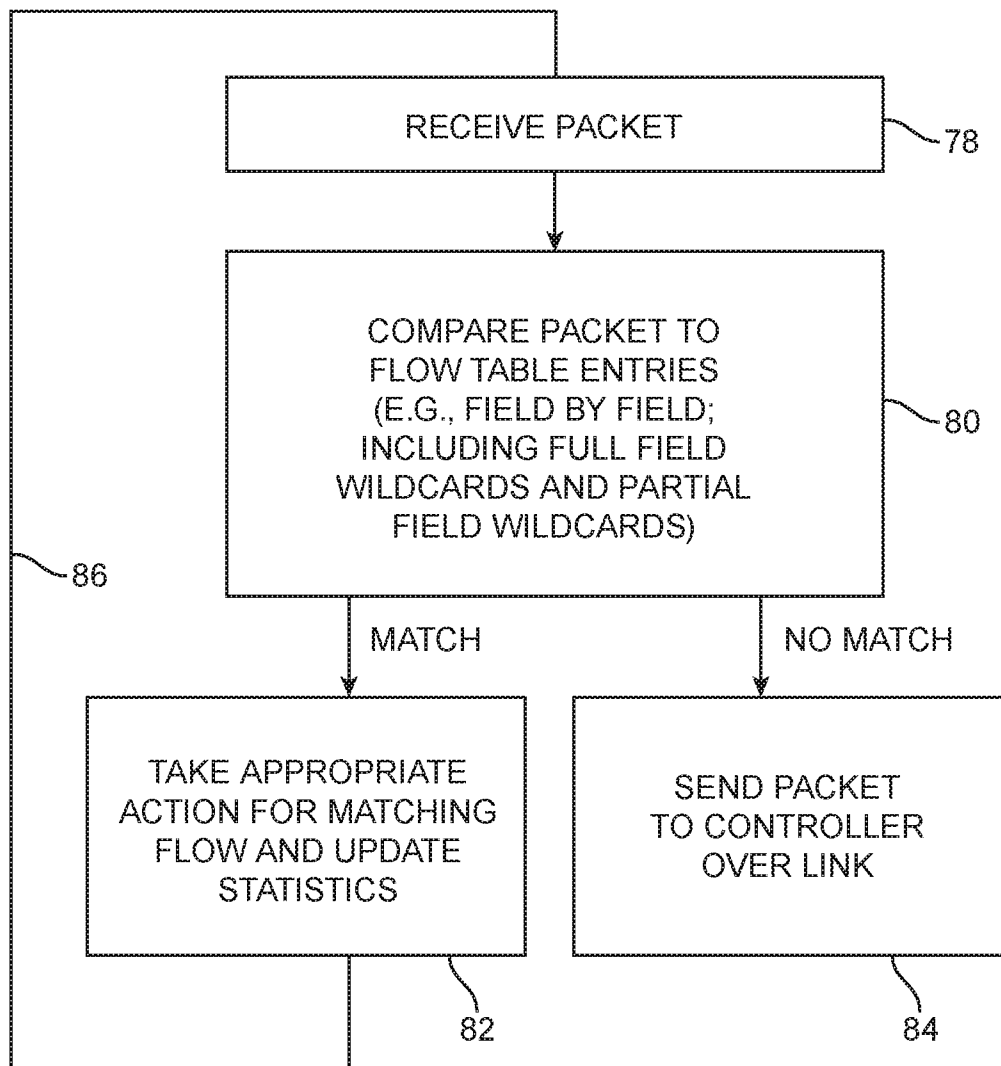 RECEIVE PACKET
78
COMPARE PACKET TO
FLOW TABLE ENTRIES
(E.G., FIELD BY FIELD;
INCLUDING FULL FIELD
WILDCARDS AND PARTIAL
FIELD WILDCARDS)
80
86
MATCH
NO MATCH
TAKE APPROPRIATE
ACTION FOR MATCHING
FLOW AND UPDATE
STATISTICS
SEND PACKET
TO CONTROLLER
OVER LINK
82
84